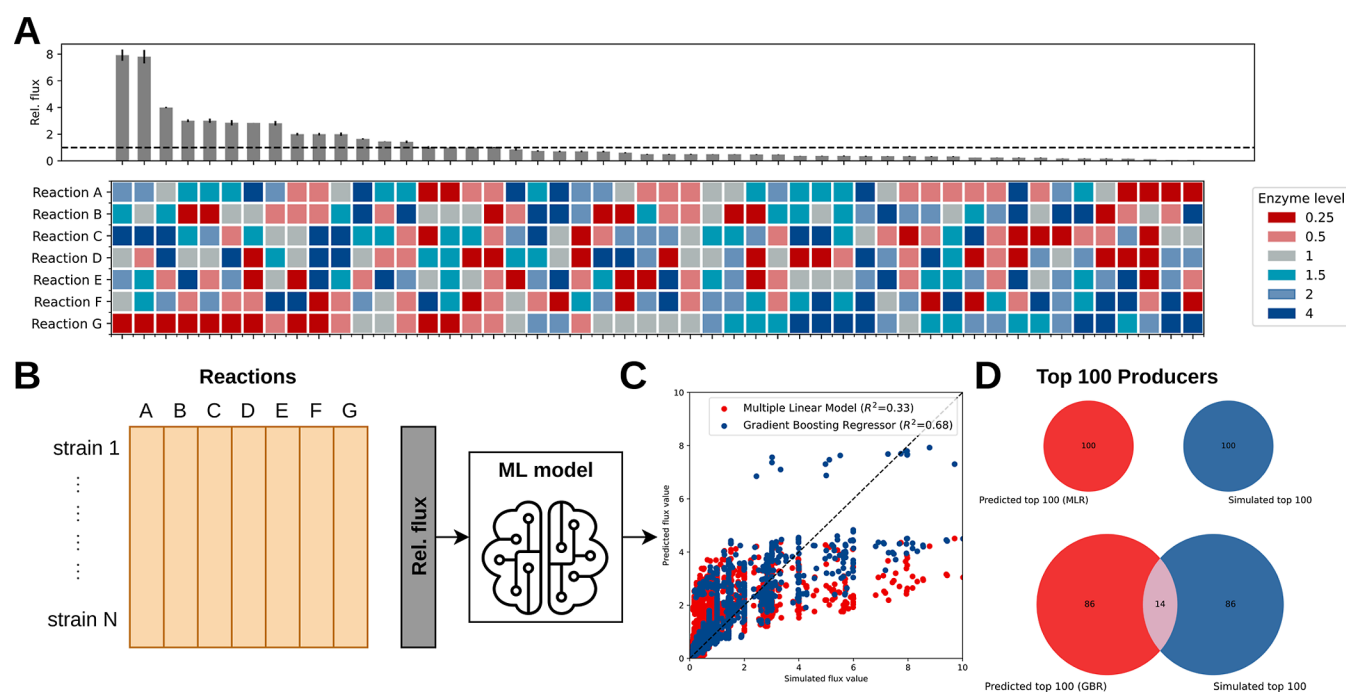 A
8
6
4
2
0
Rel. flux
Reaction A
Reaction B
Reaction C
Reaction D
Reaction E
Reaction F
Reaction G
Enzyme level
0.25
0.5
1
1.5
2
4
B
Reactions
A B C D E F G
strain 1
strain N
Rel. flux
ML model
C
10
8
6
4
2
0
Predicted flux value
Multiple Linear Model (R²=0.33)
Gradient Boosting Regressor (R²=0.68)
0 2 4 6 8 10
Simulated flux value
D
Top 100 Producers
100 100
Predicted top 100 (MLR) Simulated top 100
86 14 86
Predicted top 100 (GBR) Simulated top 100